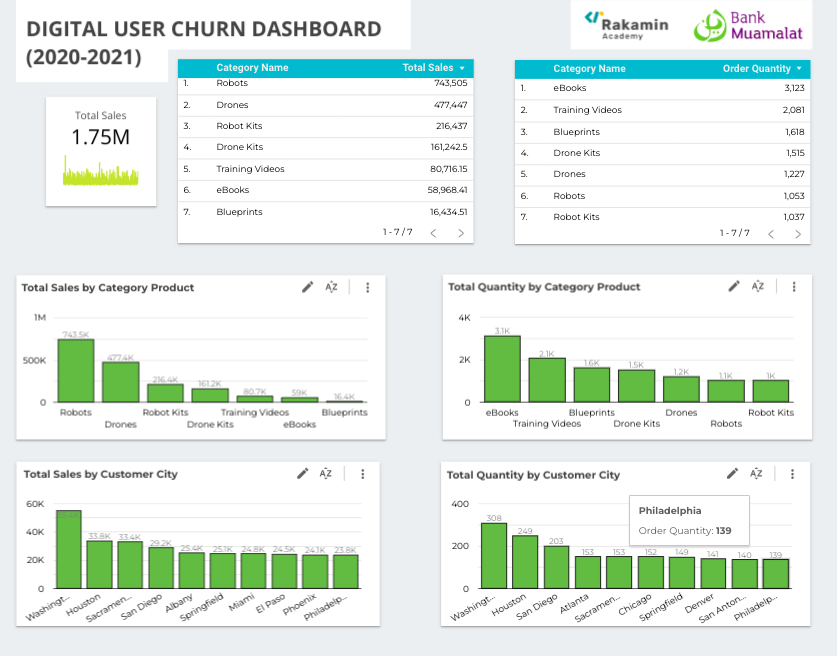 DIGITAL USER CHURN DASHBOARD
(2020-2021)
Rakamin
Academy
Bank
Muamalat
Total Sales
1.75M
Category Name Total Sales
1. Robots 743,505
2. Drones 477,447
3. Robot Kits 216,437
4. Drone Kits 161,242.5
5. Training Videos 80,716.15
6. eBooks 58,968.41
7. Blueprints 16,434.51
1 - 7 / 7
Category Name Order Quantity
1. eBooks 3,123
2. Training Videos 2,081
3. Blueprints 1,618
4. Drone Kits 1,515
5. Drones 1,227
6. Robots 1,053
7. Robot Kits 1,037
1 - 7 / 7
Total Sales by Category Product
AZ
1M
500K
0
743.5K
477.4K
216.4K
161.2K
80.7K
59K
16.4K
Robots
Drones
Robot Kits
Drone Kits
Training Videos
eBooks
Blueprints
Total Quantity by Category Product
AZ
4K
2K
0
3.1K
2.1K
1.6K
1.5K
1.2K
1.1K
1K
eBooks
Training Videos
Blueprints
Drone Kits
Drones
Robots
Robot Kits
Total Sales by Customer City
AZ
60K
40K
20K
0
33.8K
33.4K
29.2K
25.4K
25.1K
24.8K
24.5K
24.1K
23.8K
Washingt...
Houston
Sacramen...
San Diego
Albany
Springfield
Miami
El Paso
Phoenix
Philadelp...
Total Quantity by Customer City
AZ
Philadelphia
Order Quantity: 139
400
200
0
308
249
203
153
153
152
149
141
140
139
Washingt...
Houston
San Diego
Atlanta
Sacramen...
Chicago
Springfield
Denver
San Anton...
Philadelp...